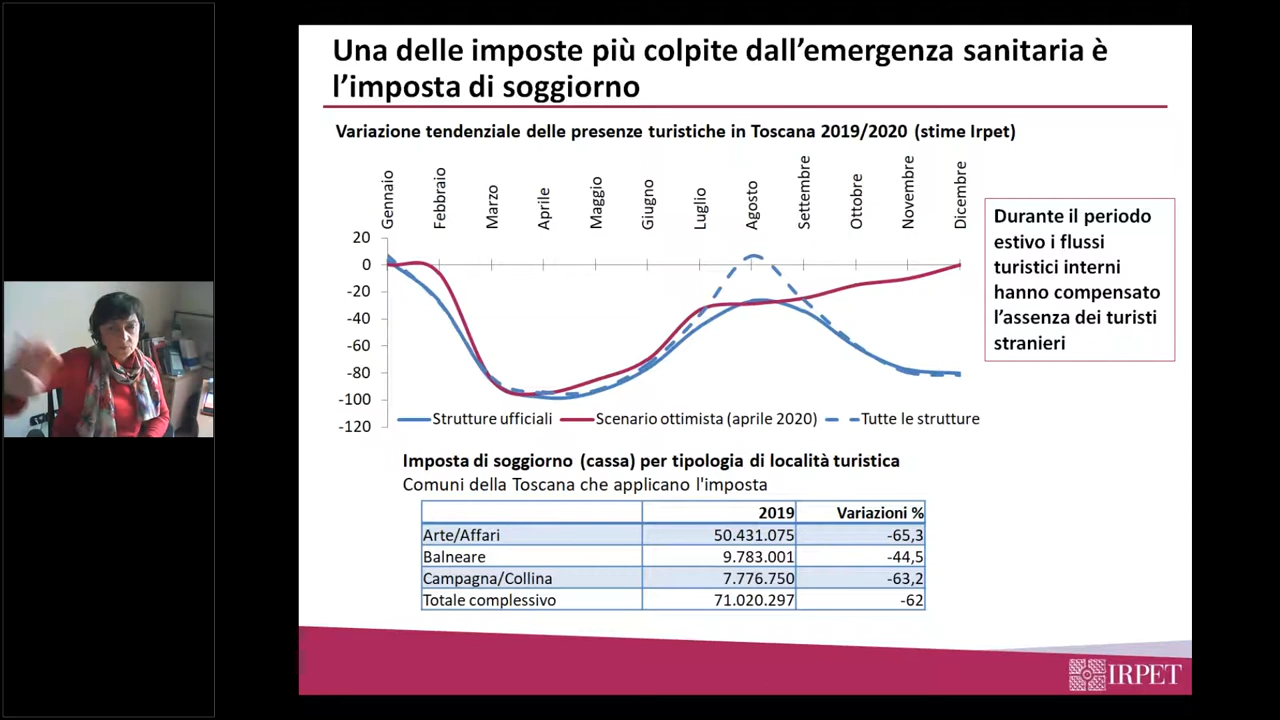 Una delle imposte più colpite dall’emergenza sanitaria è
l’imposta di soggiorno
Variazione tendenziale delle presenze turistiche in Toscana 2019/2020 (stime Irpet)
Gennaio
Febbraio
Marzo
Aprile
Maggio
Giugno
Luglio
Agosto
Settembre
Ottobre
Novembre
Dicembre
20
0
-20
-40
-60
-80
-100
-120
Strutture ufficiali
Scenario ottimista (aprile 2020)
Tutte le strutture
Durante il periodo
estivo i flussi
turistici interni
hanno compensato
l’assenza dei turisti
stranieri
Imposta di soggiorno (cassa) per tipologia di località turistica
Comuni della Toscana che applicano l'imposta
2019 Variazioni %
Arte/Affari 50.431.075 -65,3
Balneare 9.783.001 -44,5
Campagna/Collina 7.776.750 -63,2
Totale complessivo 71.020.297 -62
IRPET